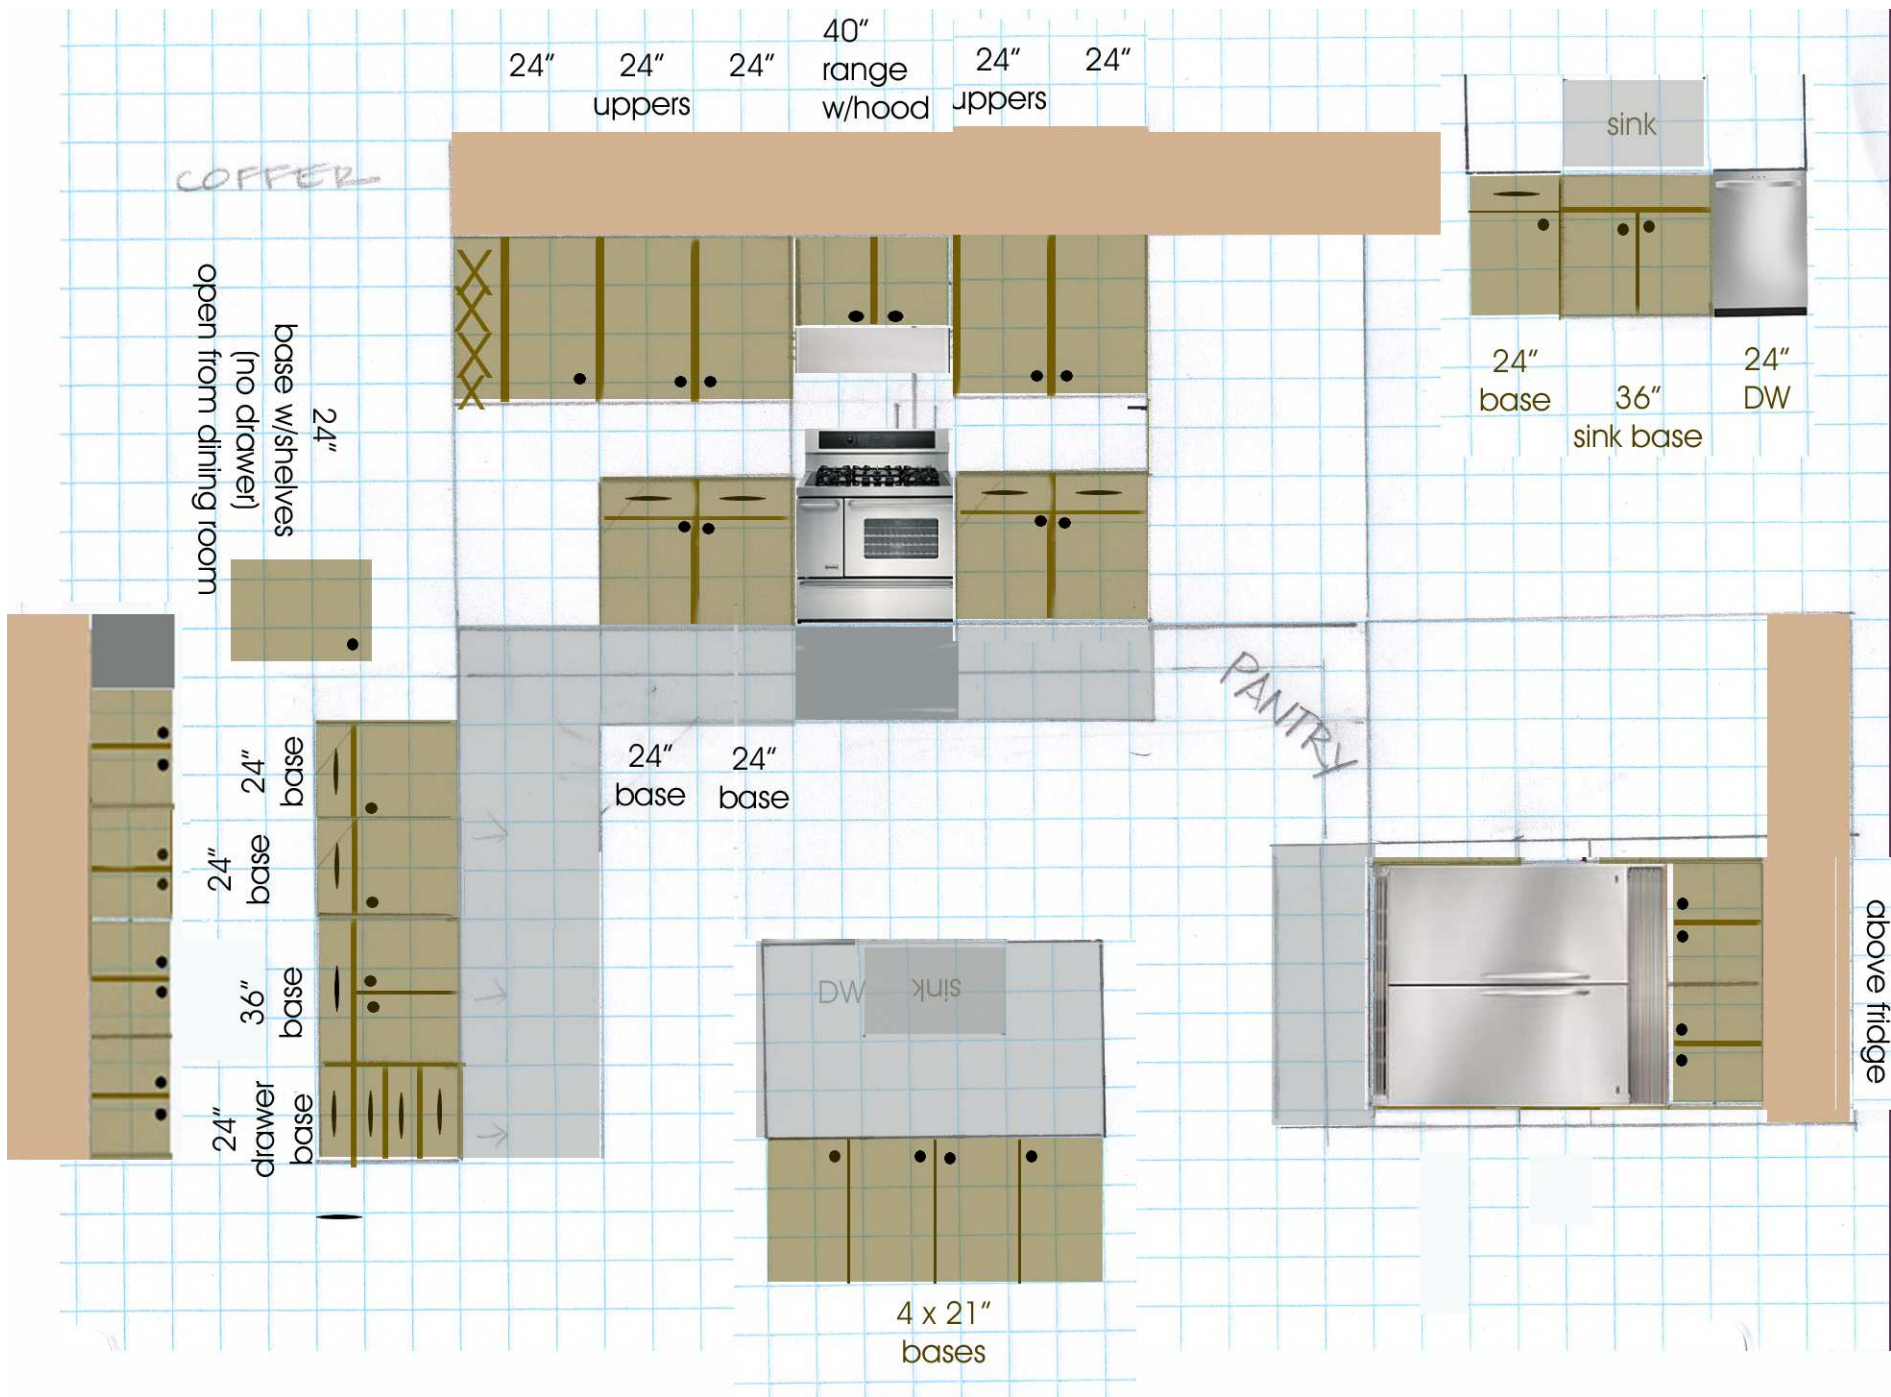 24"
24"
24"
uppers
40"
range
w/hood
24"
24"
uppers
COFFER
sink
24"
base
36"
sink base
24"
DW
24"
base w/shelves
(no drawer)
open from dining room
PANTRY
24"
base
24"
base
24"
base
24"
base
36"
base
24"
drawer
base
DW
sink
above fridge
4 x 21"
bases